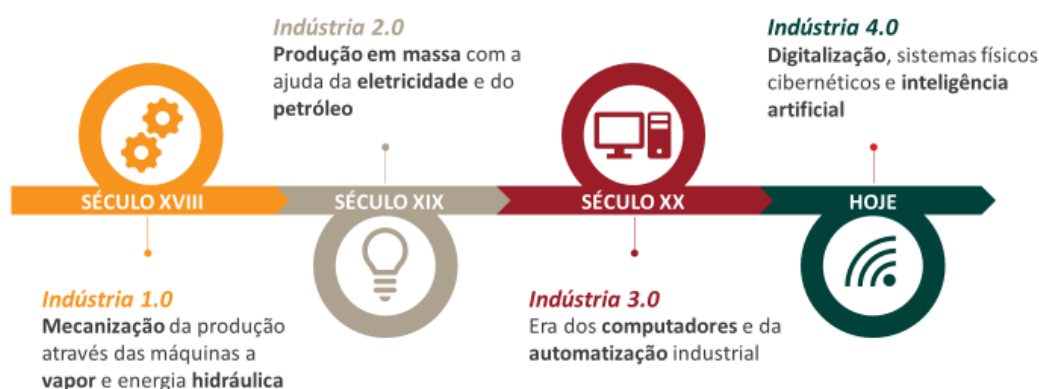 Indústria 2.0
Produção em massa com a
ajuda da eletricidade e do
petróleo
Indústria 4.0
Digitalização, sistemas físicos
cibernéticos e inteligência
artificial
SÉCULO XVIII
SÉCULO XIX
SÉCULO XX
HOJE
Indústria 1.0
Mecanização da produção
através das máquinas a
vapor e energia hidráulica
Indústria 3.0
Era dos computadores e da
automatização industrial